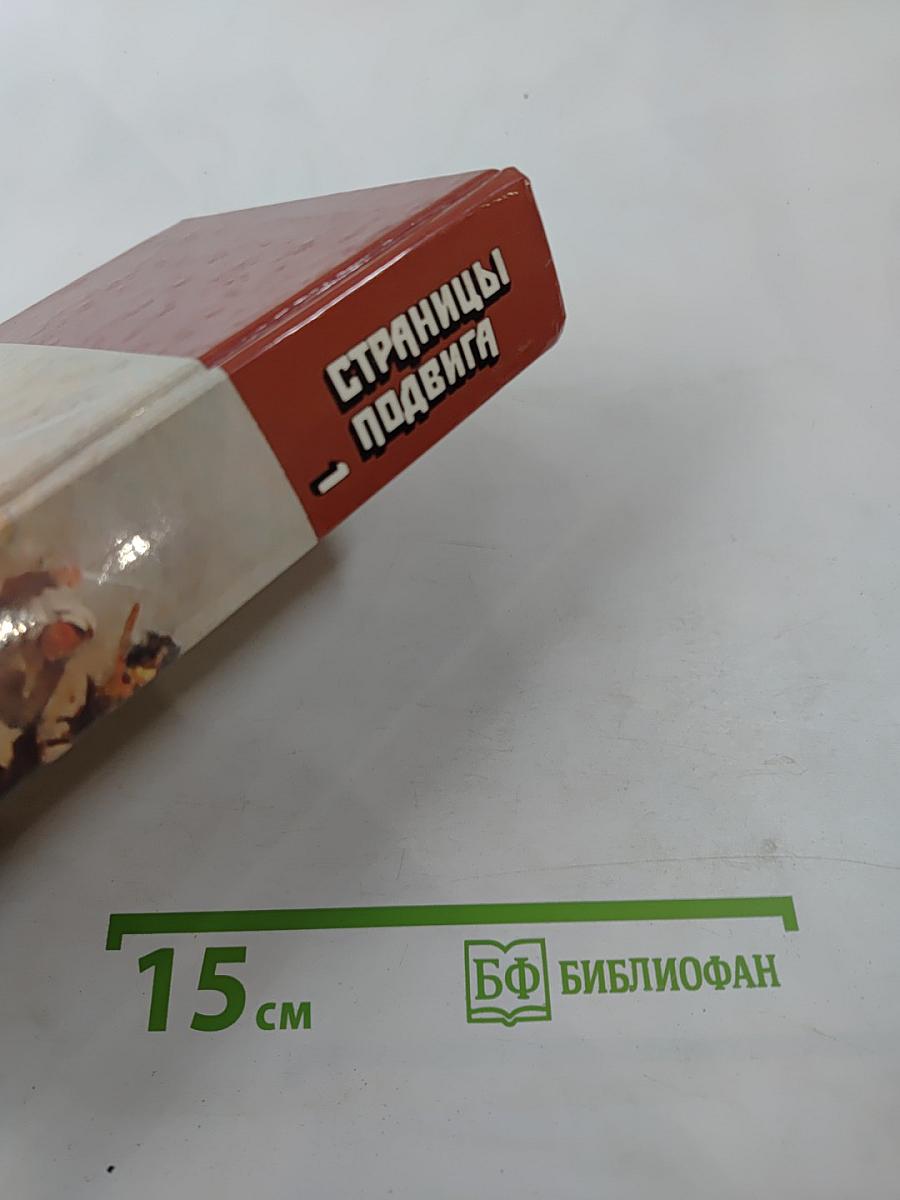 СТРАНИЦЫ
ПОДВИГА
1
15 см
БФ БИБЛИОФАН